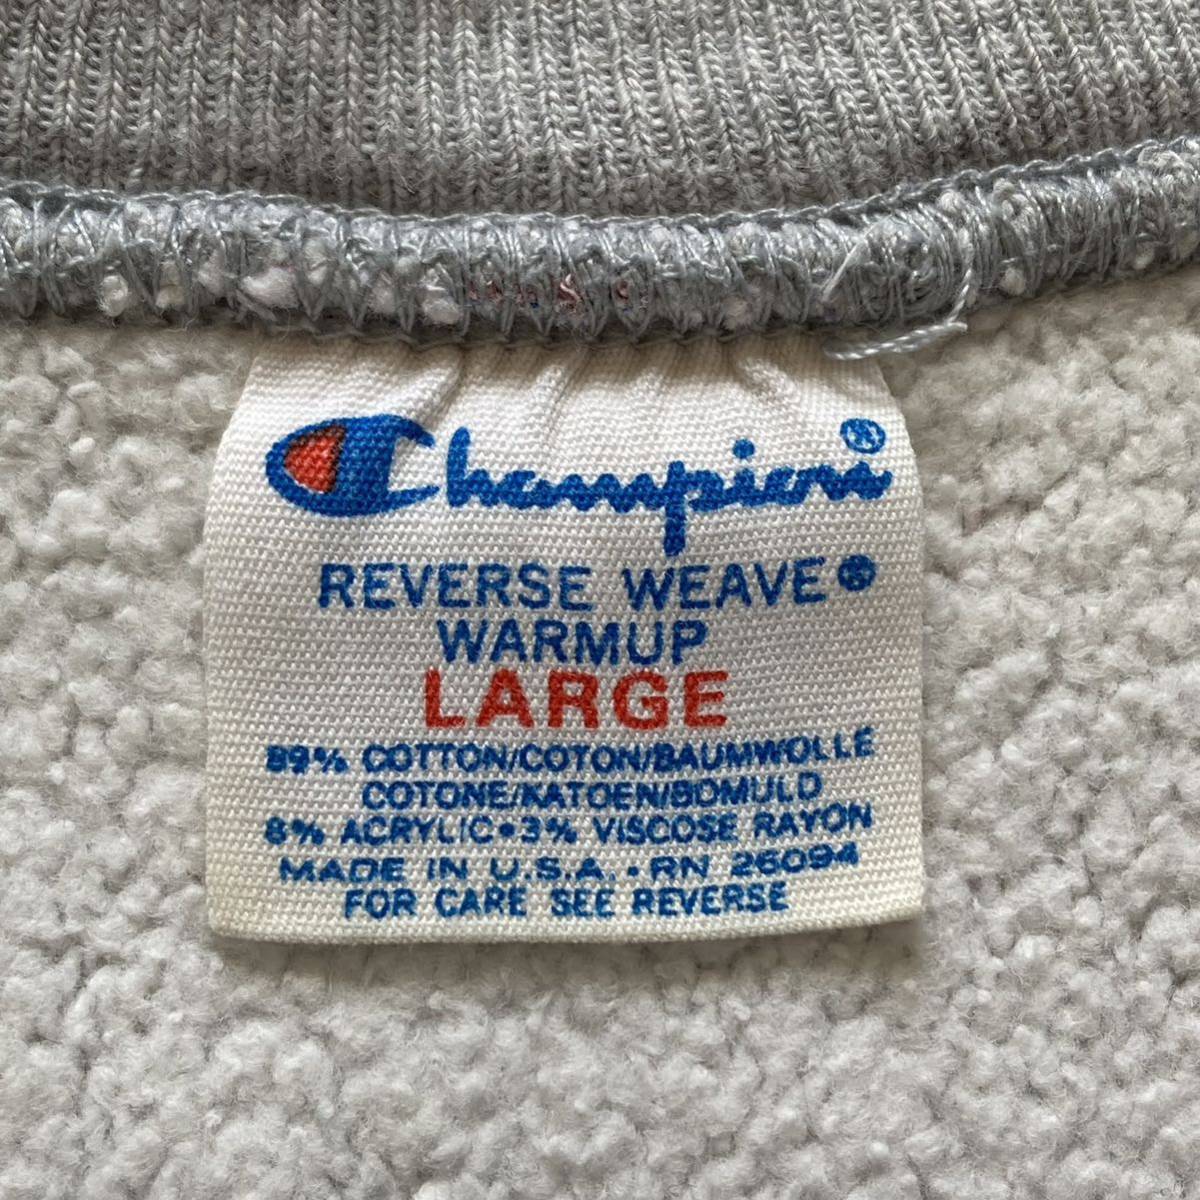 Champion®
REVERSE WEAVE®
WARMUP
LARGE
89% COTTON/COTON/BAUMWOLLE
COTONE/KATOEN/BOMULD
8% ACRYLIC•3% VISCOSE RAYON
MADE IN U.S.A. • RN 26094
FOR CARE SEE REVERSE